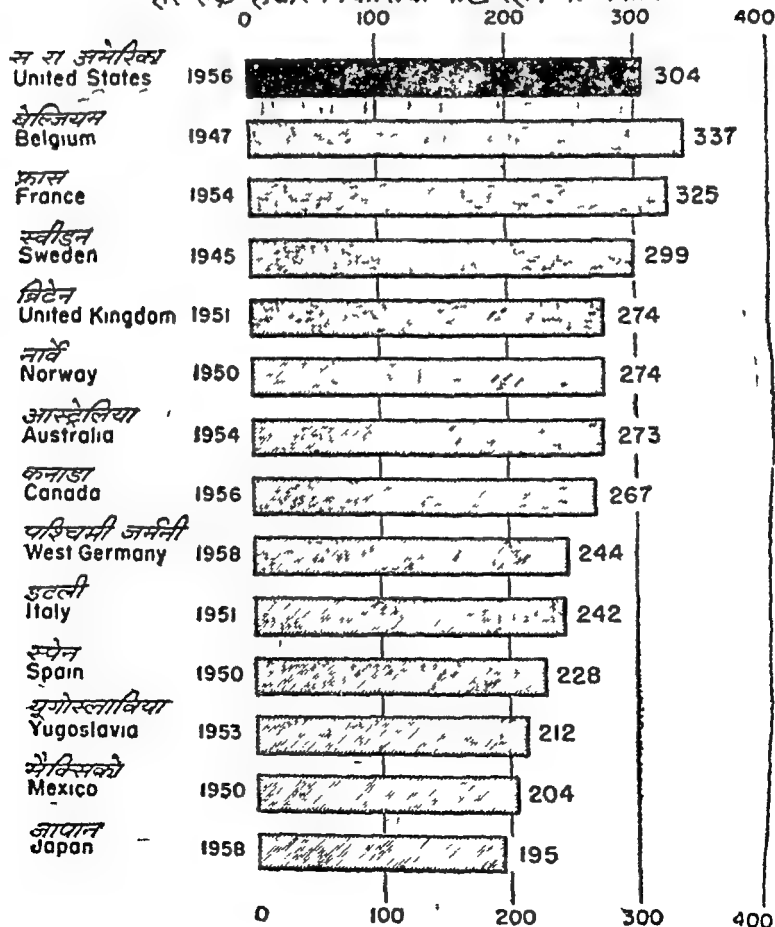 हर एक हजार
0 100 200 300 400
स रा अमेरिका
United States 1956 304
बेल्जियम
Belgium 1947 337
फ्रास
France 1954 325
स्वीडन
Sweden 1945 299
ब्रिटेन
United Kingdom 1951 274
नार्वे
Norway 1950 274
आस्ट्रेलिया
Australia 1954 273
कनाडा
Canada 1956 267
पश्चिमी जर्मनी
West Germany 1958 244
इटली
Italy 1951 242
स्पेन
Spain 1950 228
यूगोस्लाविया
Yugoslavia 1953 212
मैक्सिको
Mexico 1950 204
जापान
Japan 1958 195
0 100 200 300 400